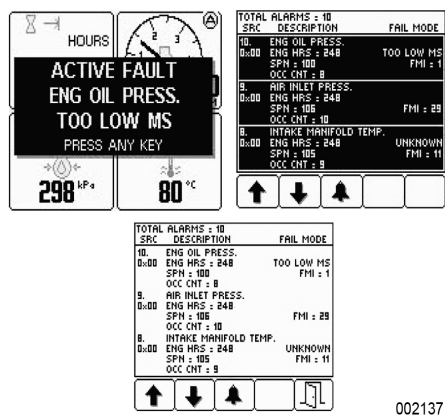 HOURS
2 3
ACTIVE FAULT
ENG OIL PRESS.
TOO LOW MS
PRESS ANY KEY
298 kPa
80 °C
TOTAL ALARMS : 10
SRC DESCRIPTION FAIL MODE
10. ENG OIL PRESS.
0x00 ENG HRS : 248 TOO LOW MS
SPN : 100 FMI : 1
OCC CNT : 8
9. AIR INLET PRESS.
0x00 ENG HRS : 248
SPN : 106 FMI : 29
OCC CNT : 10
8. INTAKE MANIFOLD TEMP.
0x00 ENG HRS : 248 UNKNOWN
SPN : 105 FMI : 11
OCC CNT : 9
TOTAL ALARMS : 10
SRC DESCRIPTION FAIL MODE
10. ENG OIL PRESS.
0x00 ENG HRS : 248 TOO LOW MS
SPN : 100 FMI : 1
OCC CNT : 8
9. AIR INLET PRESS.
0x00 ENG HRS : 248
SPN : 106 FMI : 29
OCC CNT : 10
8. INTAKE MANIFOLD TEMP.
0x00 ENG HRS : 248 UNKNOWN
SPN : 105 FMI : 11
OCC CNT : 9
002137